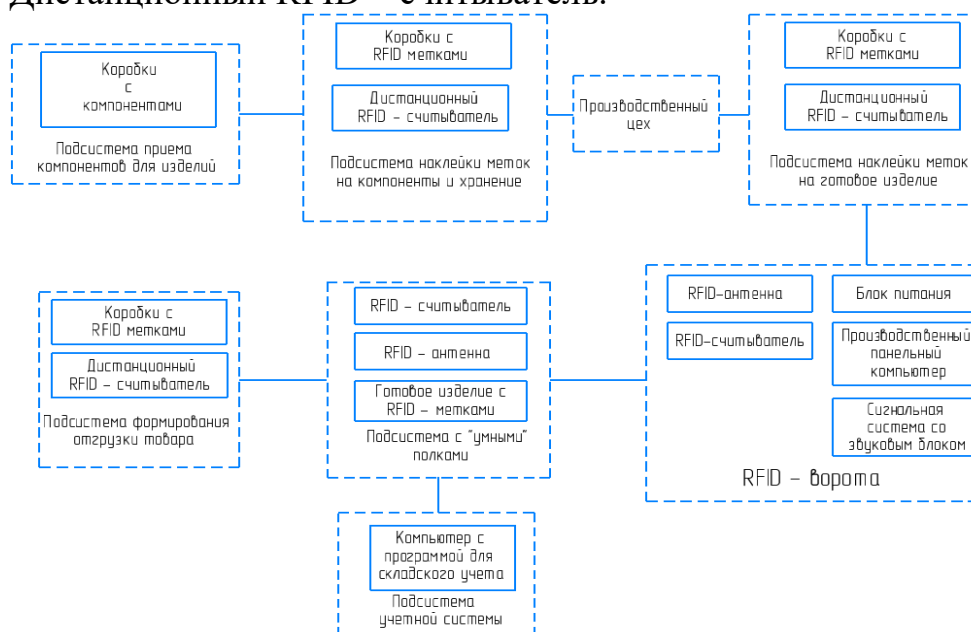 Дистанционный RFID – считыватель.
Коробки
с
компонентами
Подсистема приема
компонентов для изделий
Коробки с
RFID метками
Дистанционный
RFID – считыватель
Подсистема наклейки меток
на компоненты и хранение
Производственный
цех
Коробки с
RFID метками
Дистанционный
RFID – считыватель
Подсистема наклейки меток
на готовое изделие
Коробки с
RFID метками
Дистанционный
RFID – считыватель
Подсистема формирования
отгрузки товара
RFID – считыватель
RFID – антенна
Готовое изделие с
RFID – метками
Подсистема с "умными"
полками
RFID–антенна
RFID–считыватель
Блок питания
Производственный
панельный
компьютер
Сигнальная
система со
звуковым блоком
RFID – ворота
Компьютер с
программой для
складского учета
Подсистема
учетной системы